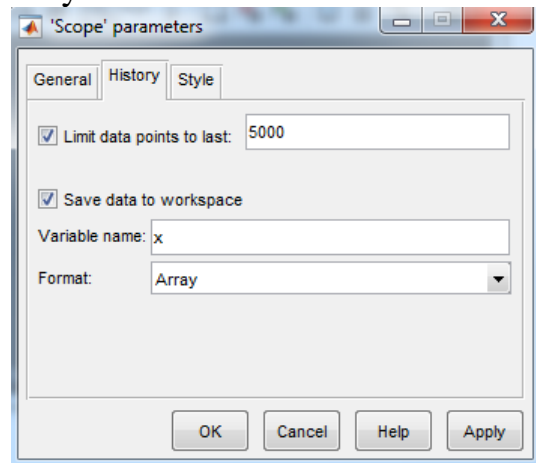 'Scope' parameters
General History Style
Limit data points to last: 5000
Save data to workspace
Variable name: x
Format: Array
OK Cancel Help Apply